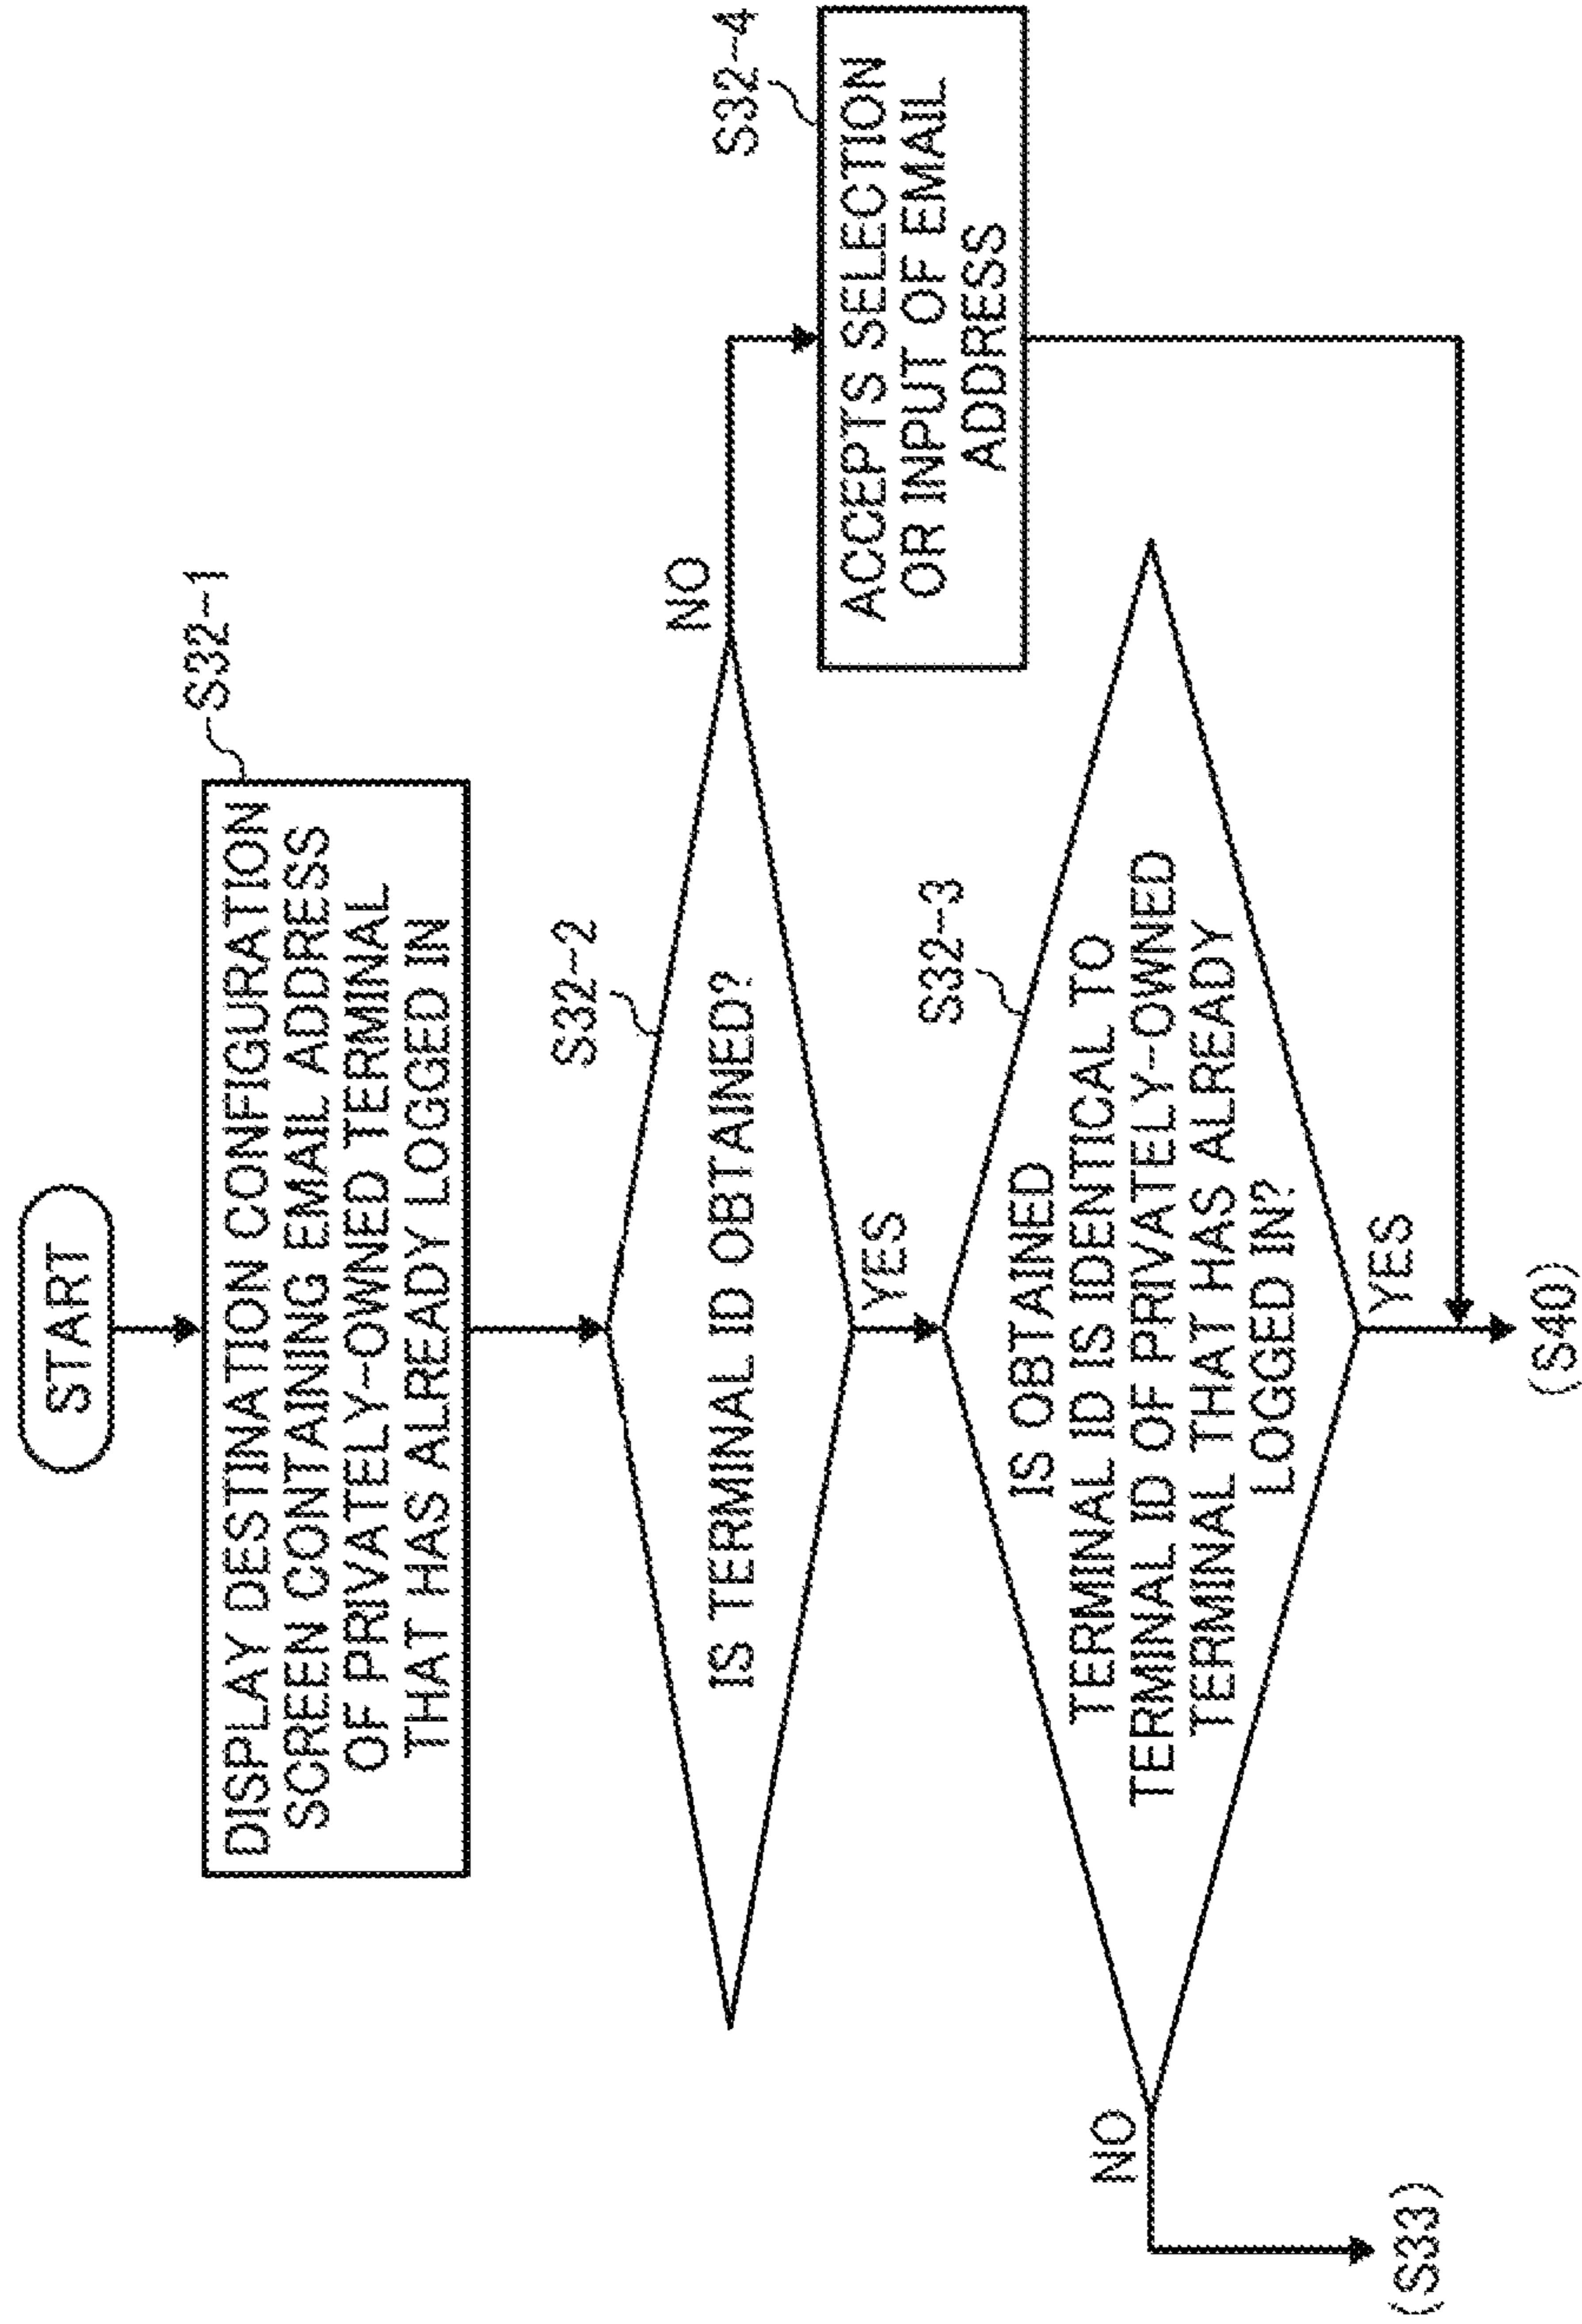 START
S32-1
DISPLAY DESTINATION CONFIGURATION
SCREEN CONTAINING EMAIL ADDRESS
OF PRIVATELY-OWNED TERMINAL
THAT HAS ALREADY LOGGED IN
S32-2
IS TERMINAL ID OBTAINED?
NO
YES
S32-4
ACCEPTS SELECTION
OR INPUT OF EMAIL
ADDRESS
S32-3
IS OBTAINED
TERMINAL ID IS IDENTICAL TO
TERMINAL ID OF PRIVATELY-OWNED
TERMINAL THAT HAS ALREADY
LOGGED IN?
NO
YES
(S33)
(S40)